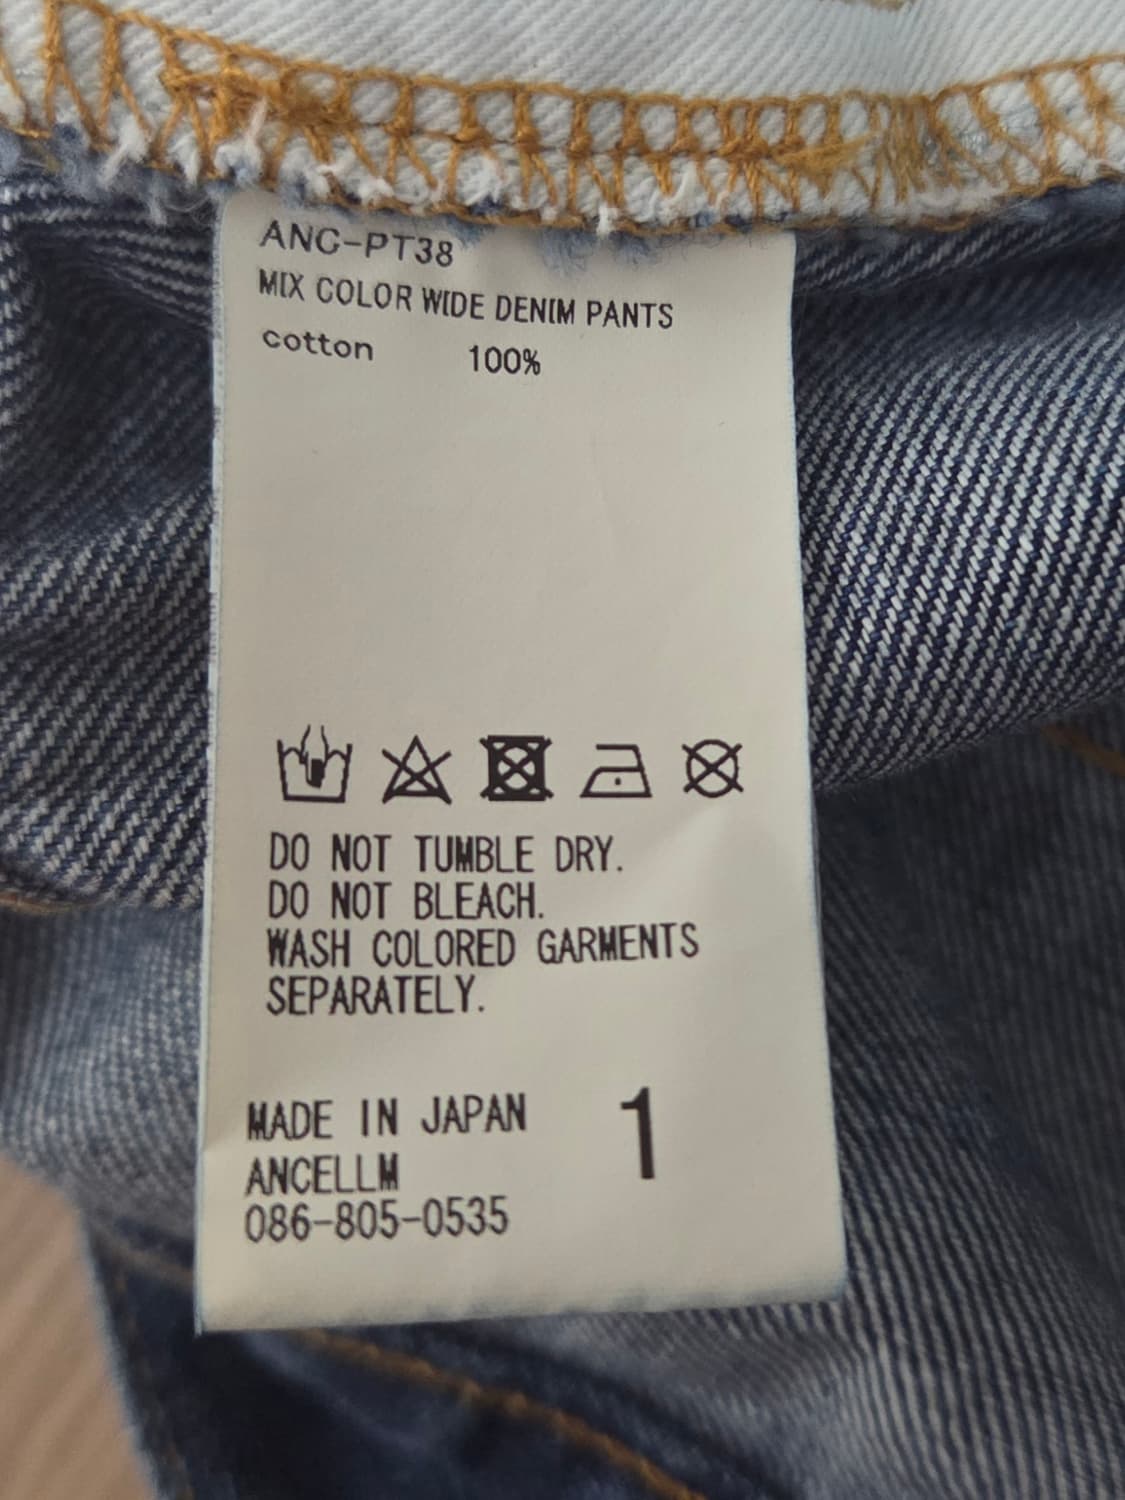 ANC-PT38
MIX COLOR WIDE DENIM PANTS
cotton 100%
DO NOT TUMBLE DRY.
DO NOT BLEACH.
WASH COLORED GARMENTS
SEPARATELY.
MADE IN JAPAN 1
ANCELLM
086-805-0535